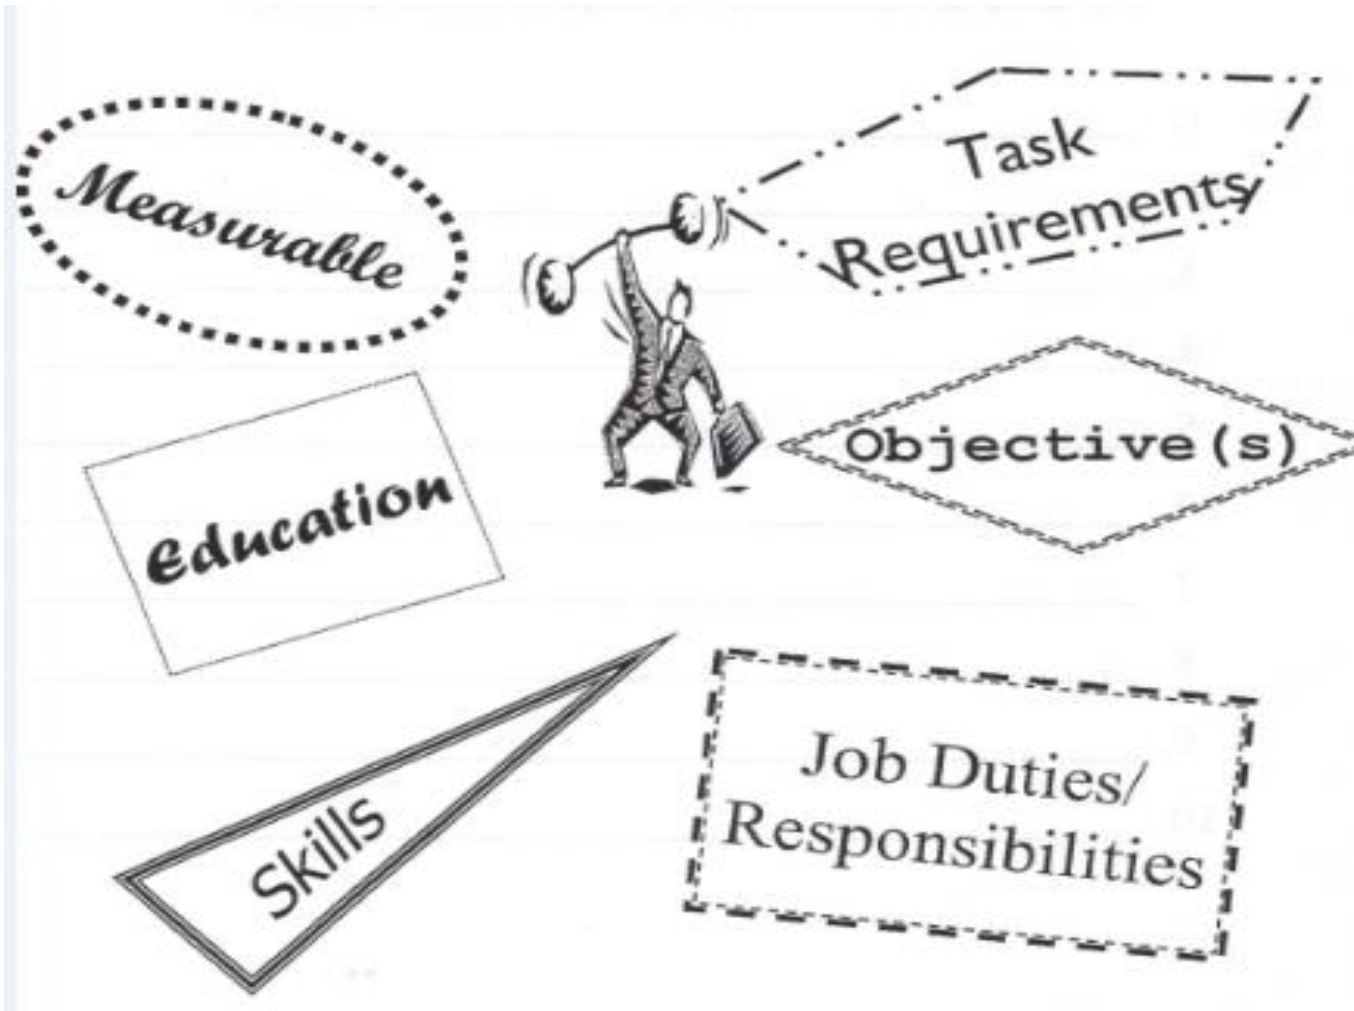 Measurable
Task
Requirements
Objective(s)
Education
Skills
Job Duties/
Responsibilities